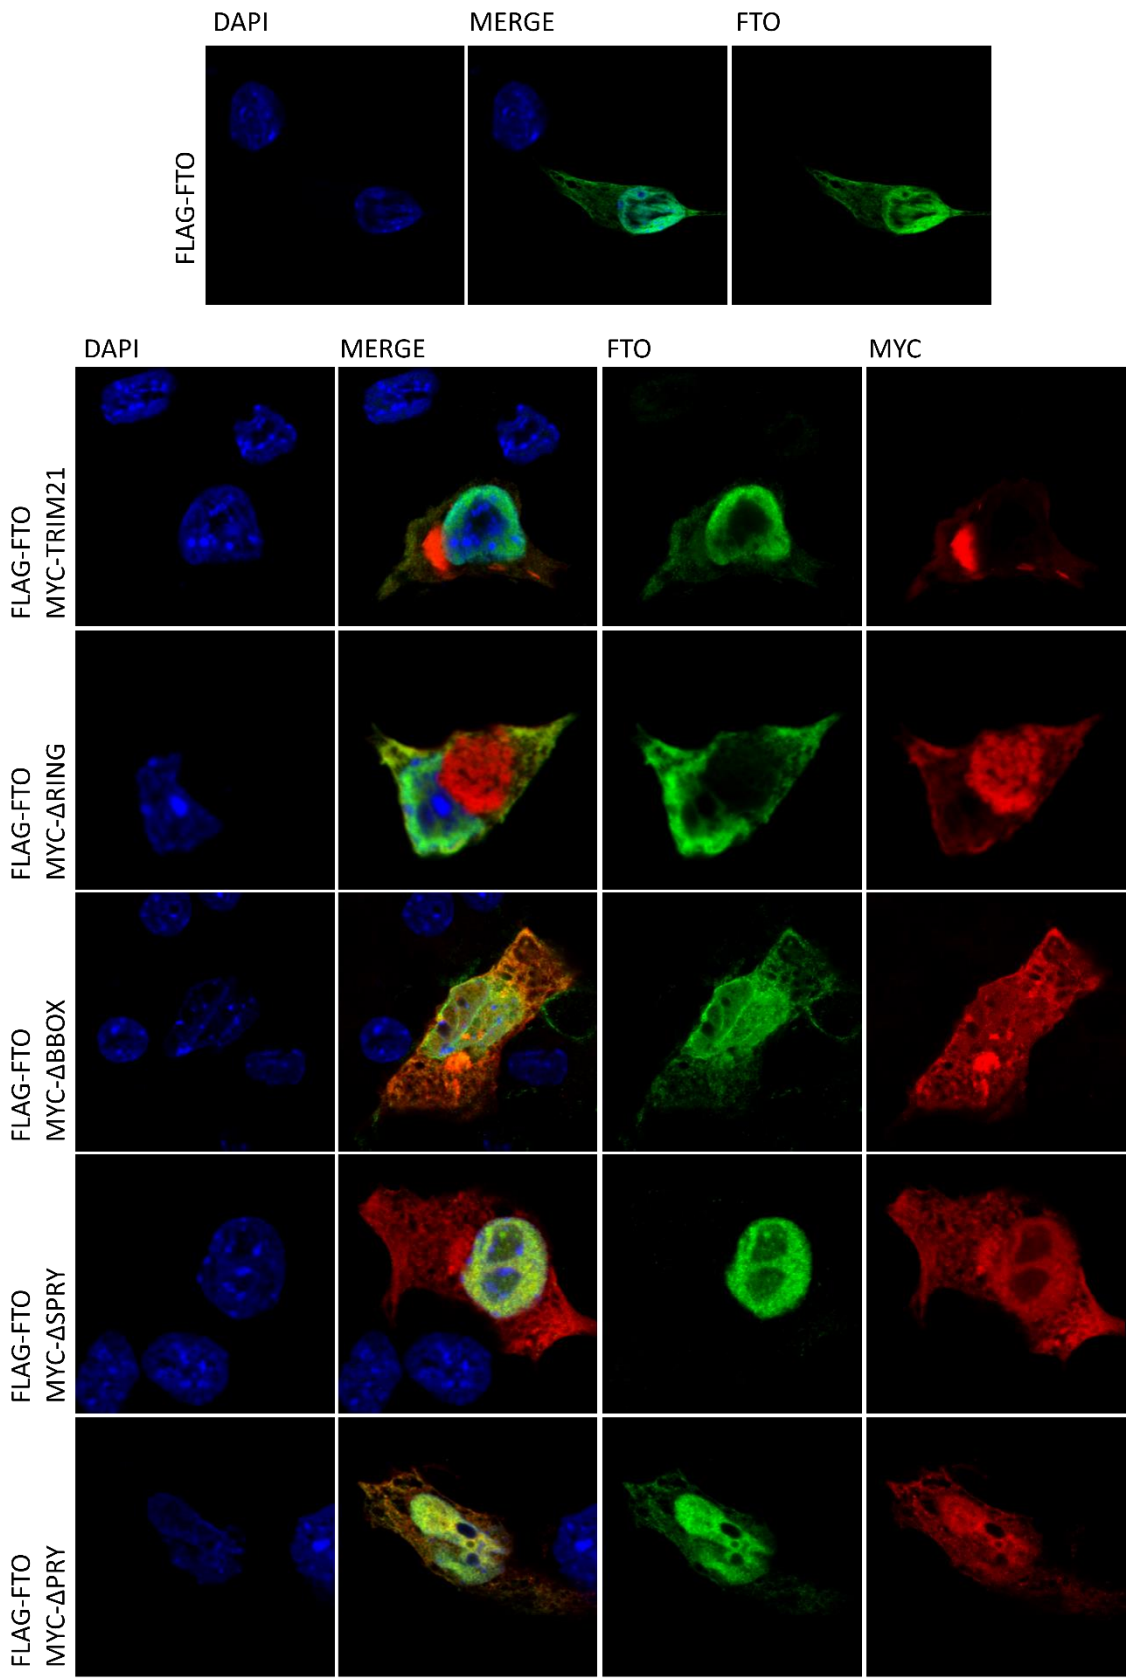 DAPI MERGE FTO
FLAG-FTO
DAPI MERGE FTO MYC
FLAG-FTO
MYC-TRIM21
FLAG-FTO
MYC-ΔRING
FLAG-FTO
MYC-ΔBBOX
FLAG-FTO
MYC-ΔSPRY
FLAG-FTO
MYC-ΔPRY